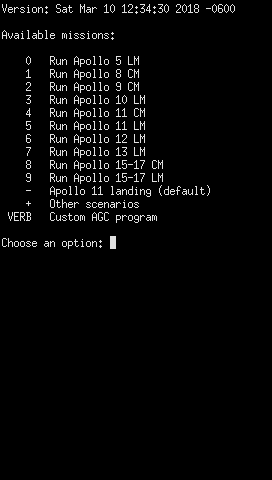 Version: Sat Mar 10 12:34:30 2018 -0600
Available missions:
0 Run Apollo 5 LM
1 Run Apollo 8 CM
2 Run Apollo 9 CM
3 Run Apollo 10 LM
4 Run Apollo 11 CM
5 Run Apollo 11 LM
6 Run Apollo 12 LM
7 Run Apollo 13 LM
8 Run Apollo 15-17 CM
9 Run Apollo 15-17 LM
- Apollo 11 landing (default)
+ Other scenarios
VERB Custom AGC program
Choose an option: